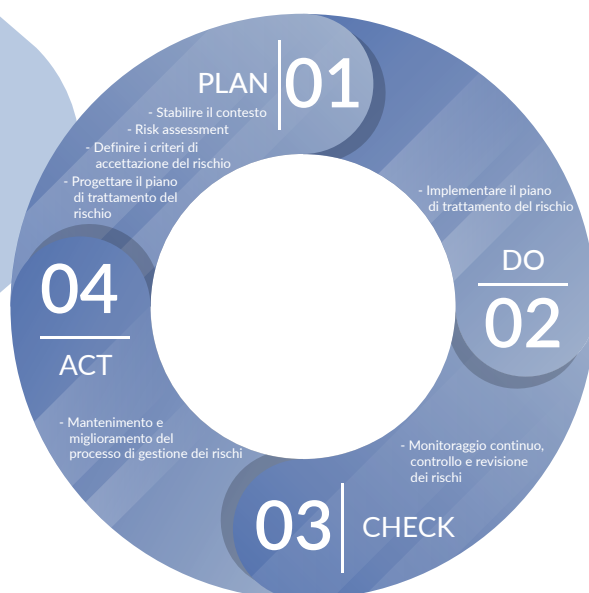 PLAN
01
- Stabilire il contesto
- Risk assessment
- Definire i criteri di
accettazione del rischio
- Progettare il piano
di trattamento del
rischio
- Implementare il piano
di trattamento del rischio
DO
02
- Monitoraggio continuo,
controllo e revisione
dei rischi
03
CHECK
04
ACT
- Mantenimento e
miglioramento del
processo di gestione dei rischi